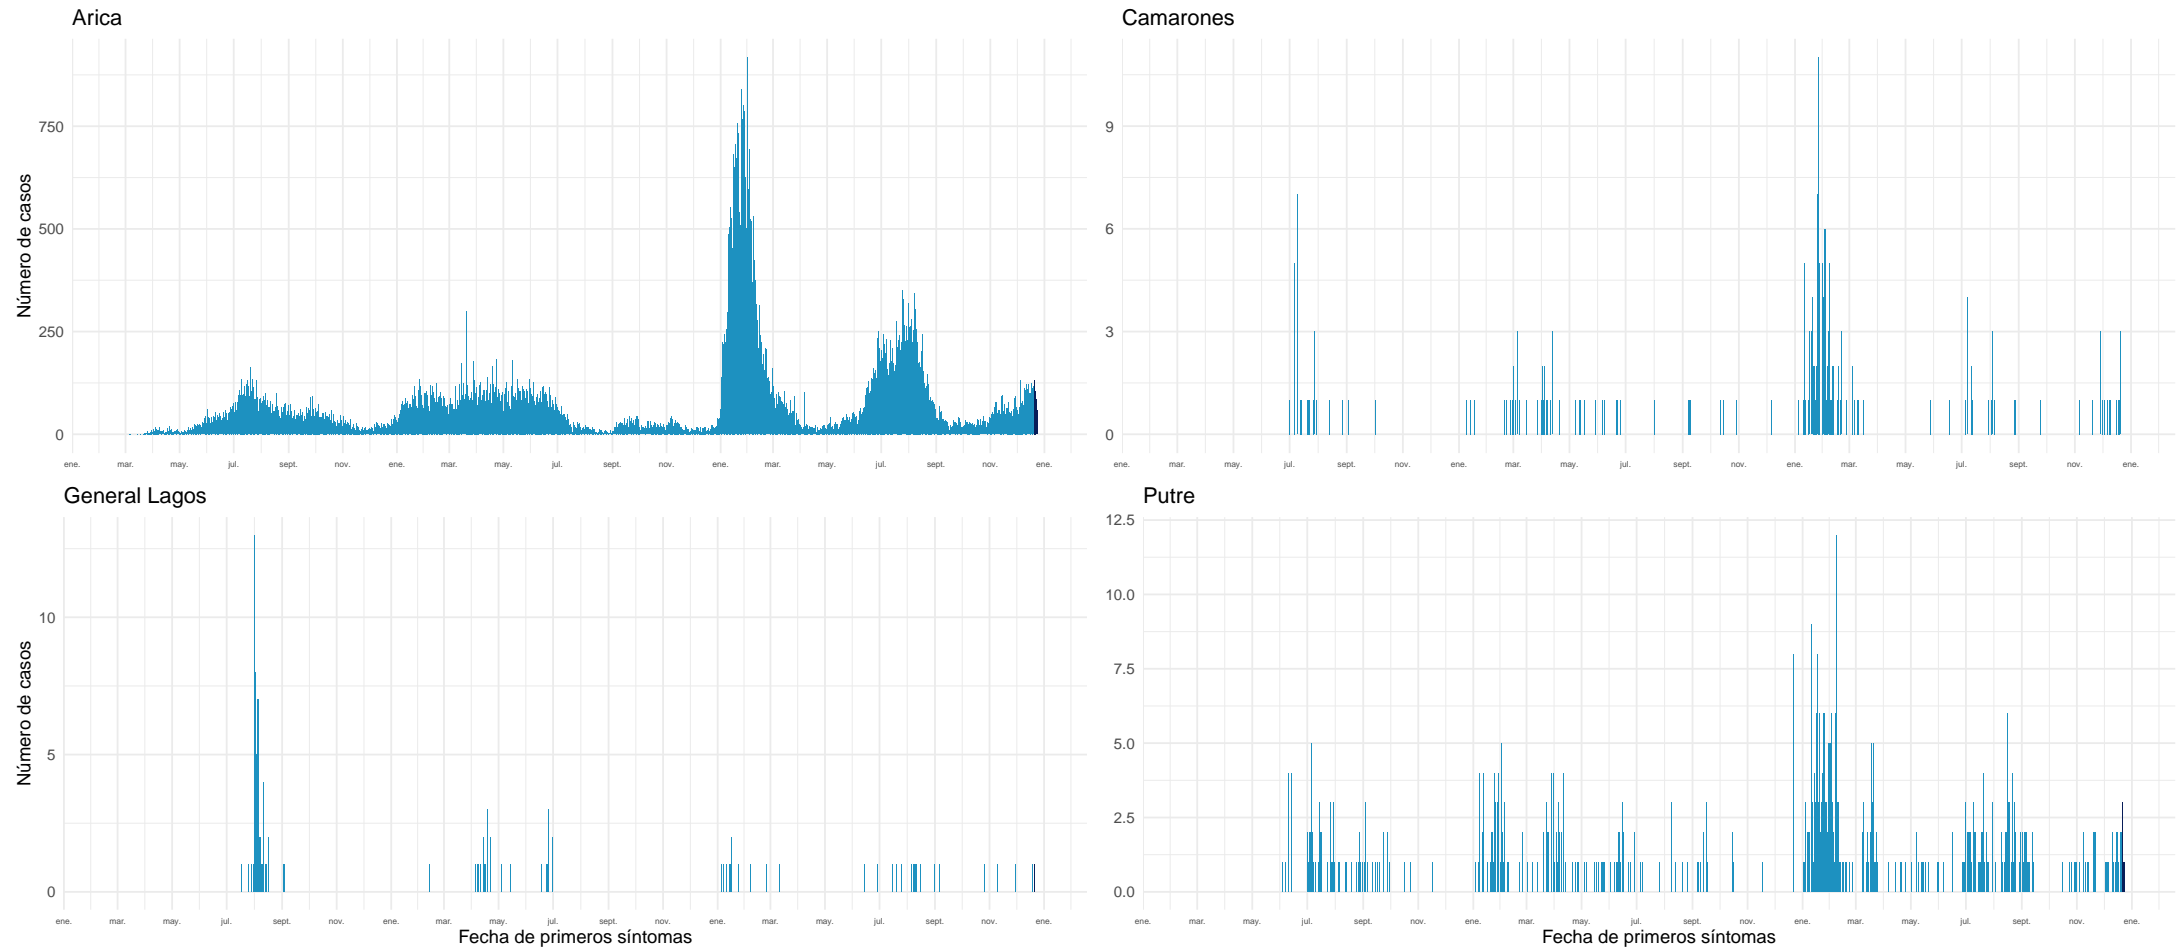 Arica
Camarones
Número de casos
750
500
250
0
9
6
3
0
ene. mar. may. jul. sept. nov. ene. mar. may. jul. sept. nov. ene. mar. may. jul. sept. nov. ene.
ene. mar. may. jul. sept. nov. ene. mar. may. jul. sept. nov. ene. mar. may. jul. sept. nov. ene.
General Lagos
Putre
Número de casos
10
5
0
12.5
10.0
7.5
5.0
2.5
0.0
ene. mar. may. jul. sept. nov. ene. mar. may. jul. sept. nov. ene. mar. may. jul. sept. nov. ene.
ene. mar. may. jul. sept. nov. ene. mar. may. jul. sept. nov. ene. mar. may. jul. sept. nov. ene.
Fecha de primeros síntomas
Fecha de primeros síntomas